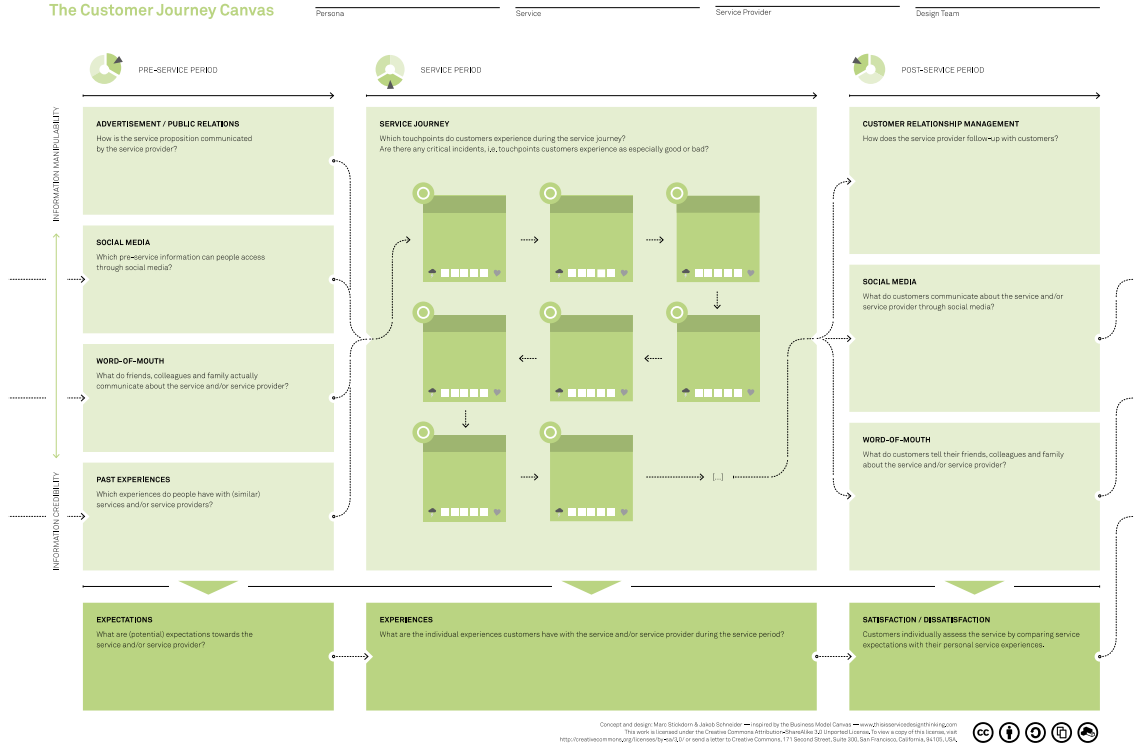 The Customer Journey Canvas
Persona
Service
Service Provider
Design Team
PRE-SERVICE PERIOD
SERVICE PERIOD
POST-SERVICE PERIOD
INFORMATION MANIPULABILITY
INFORMATION CREDIBILITY
ADVERTISEMENT / PUBLIC RELATIONS
How is the service proposition communicated
by the service provider?
SOCIAL MEDIA
Which pre-service information can people access
through social media?
WORD-OF-MOUTH
What do friends, colleagues and family actually
communicate about the service and/or service provider?
PAST EXPERIENCES
Which experiences do people have with (similar)
services and/or service providers?
SERVICE JOURNEY
Which touchpoints do customers experience during the service journey?
Are there any critical incidents, i.e. touchpoints customers experience as especially good or bad?
[...]
CUSTOMER RELATIONSHIP MANAGEMENT
How does the service provider follow-up with customers?
SOCIAL MEDIA
What do customers communicate about the service and/or
service provider through social media?
WORD-OF-MOUTH
What do customers tell their friends, colleagues and family
about the service and/or service provider?
EXPECTATIONS
What are (potential) expectations towards the
service and/or service provider?
EXPERIENCES
What are the individual experiences customers have with the service and/or service provider during the service period?
SATISFACTION / DISSATISFACTION
Customers individually assess the service by comparing service
expectations with their personal service experiences.
Concept and design: Marc Stickdorn & Jakob Schneider — inspired by the Business Model Canvas — www.thisisservicedesignthinking.com
This work is licensed under the Creative Commons Attribution-ShareAlike 3.0 Unported License. To view a copy of this license, visit
http://creativecommons.org/licenses/by-sa/3.0/ or send a letter to Creative Commons, 171 Second Street, Suite 300, San Francisco, California, 94105, USA.
cc